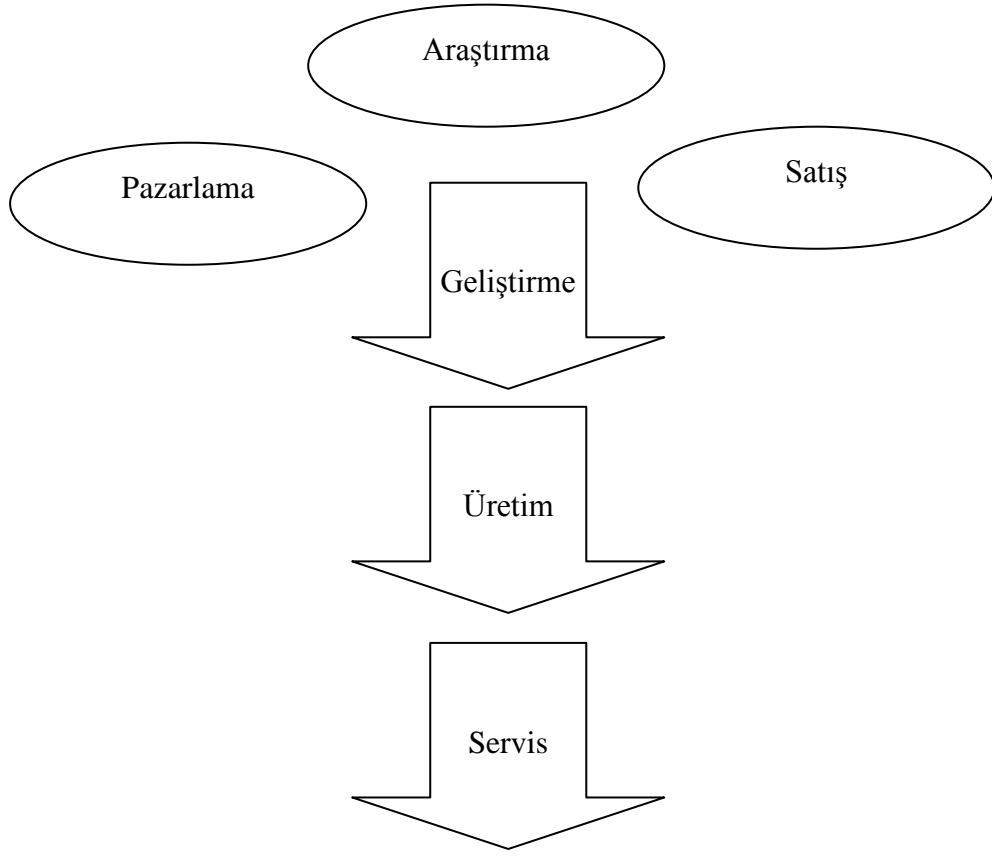 Araştırma
Pazarlama
Satış
Geliştirme
Üretim
Servis